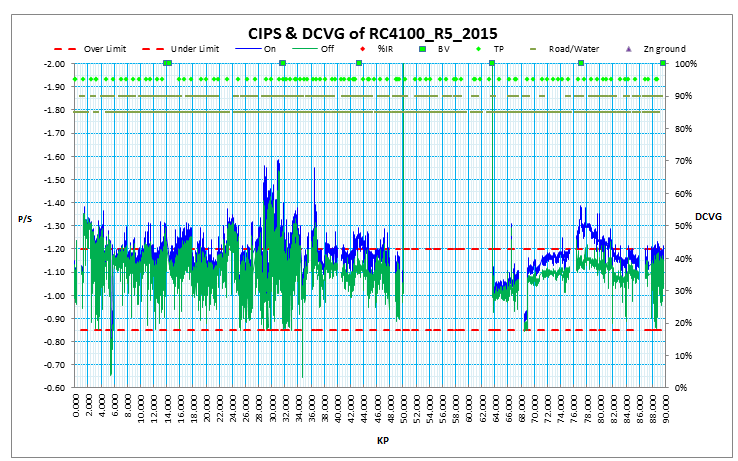 CIPS & DCVG of RC4100_R5_2015
Over Limit Under Limit On Off %IR BV TP Road/Water Zn ground
-2.00 100%
-1.90 90%
-1.80 80%
-1.70 70%
-1.60 60%
-1.50 50%
-1.40 40%
-1.30 30%
-1.20 20%
-1.10 10%
-1.00 0%
-0.90
-0.80
-0.70
-0.60
P/S
DCVG
0.000 2.000 4.000 6.000 8.000 10.000 12.000 14.000 16.000 18.000 20.000 22.000 24.000 26.000 28.000 30.000 32.000 34.000 36.000 38.000 40.000 42.000 44.000 46.000 48.000 50.000 52.000 54.000 56.000 58.000 60.000 62.000 64.000 66.000 68.000 70.000 72.000 74.000 76.000 78.000 80.000 82.000 84.000 86.000 88.000 90.000
KP